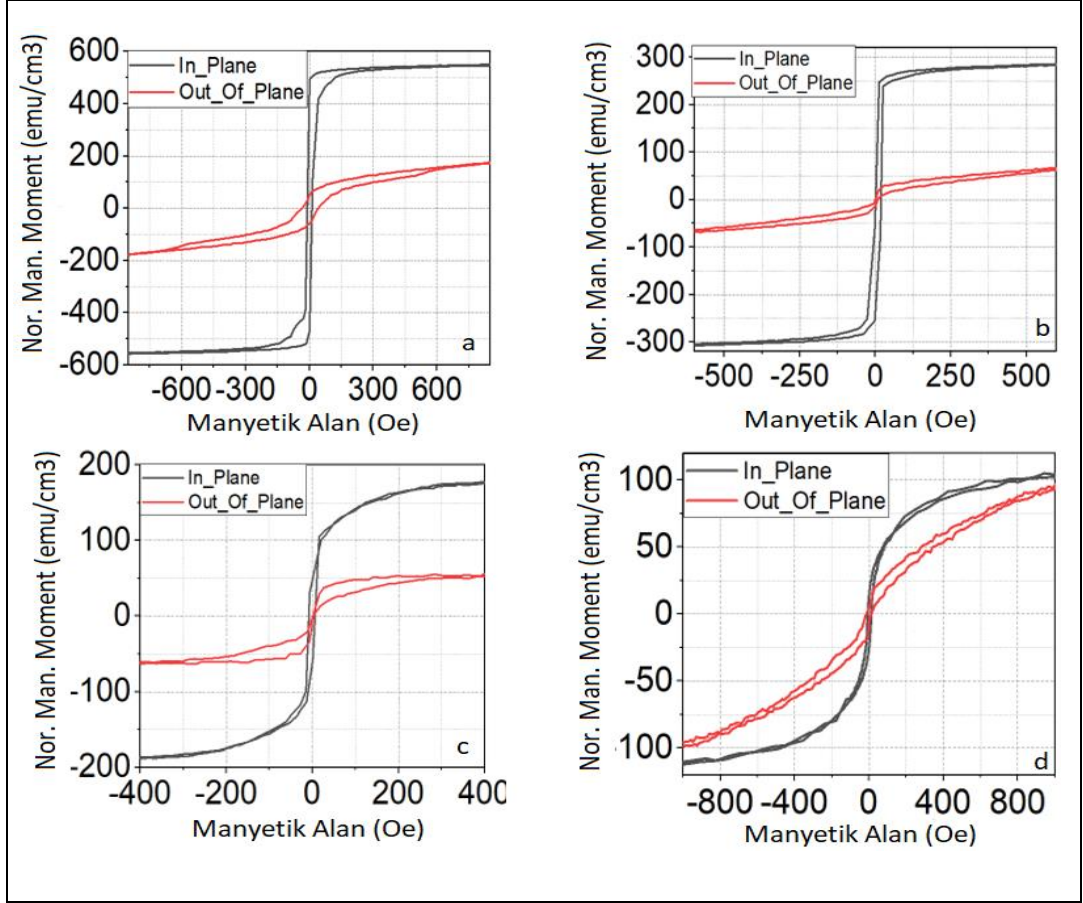 Nor. Man. Moment (emu/cm3)
600
400
200
0
-200
-400
-600
In_Plane
Out_Of_Plane
a
-600 -300 0 300 600
Manyetik Alan (Oe)
Nor. Man. Moment (emu/cm3)
300
200
100
0
-100
-200
-300
In_Plane
Out_Of_Plane
b
-500 -250 0 250 500
Manyetik Alan (Oe)
Nor. Man. Moment (emu/cm3)
200
100
0
-100
-200
In_Plane
Out_Of_Plane
c
-400 -200 0 200 400
Manyetik Alan (Oe)
Nor. Man. Moment (emu/cm3)
100
50
0
-50
100
In_Plane
Out_Of_Plane
d
-800 -400 0 400 800
Manyetik Alan (Oe)